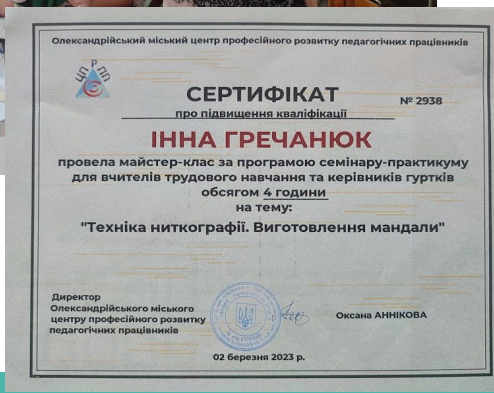 Олександрійський міський центр професійного розвитку педагогічних працівників
ЦПРПП
СЕРТИФІКАТ
№ 2938
про підвищення кваліфікації
ІННА ГРЕЧАНЮК
провела майстер-клас за програмою семінару-практикуму
для вчителів трудового навчання та керівників гуртків
обсягом 4 години
на тему:
"Техніка ниткографії. Виготовлення мандали"
Директор
Олександрійського міського
центру професійного розвитку
педагогічних працівників
Оксана АННІКОВА
02 березня 2023 р.